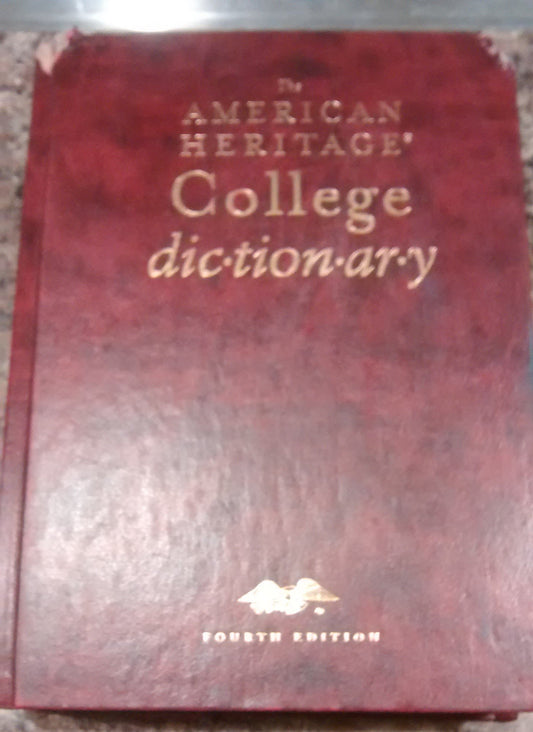 The
AMERICAN
HERITAGE®
College
dic·tion·ar·y
FOURTH EDITION